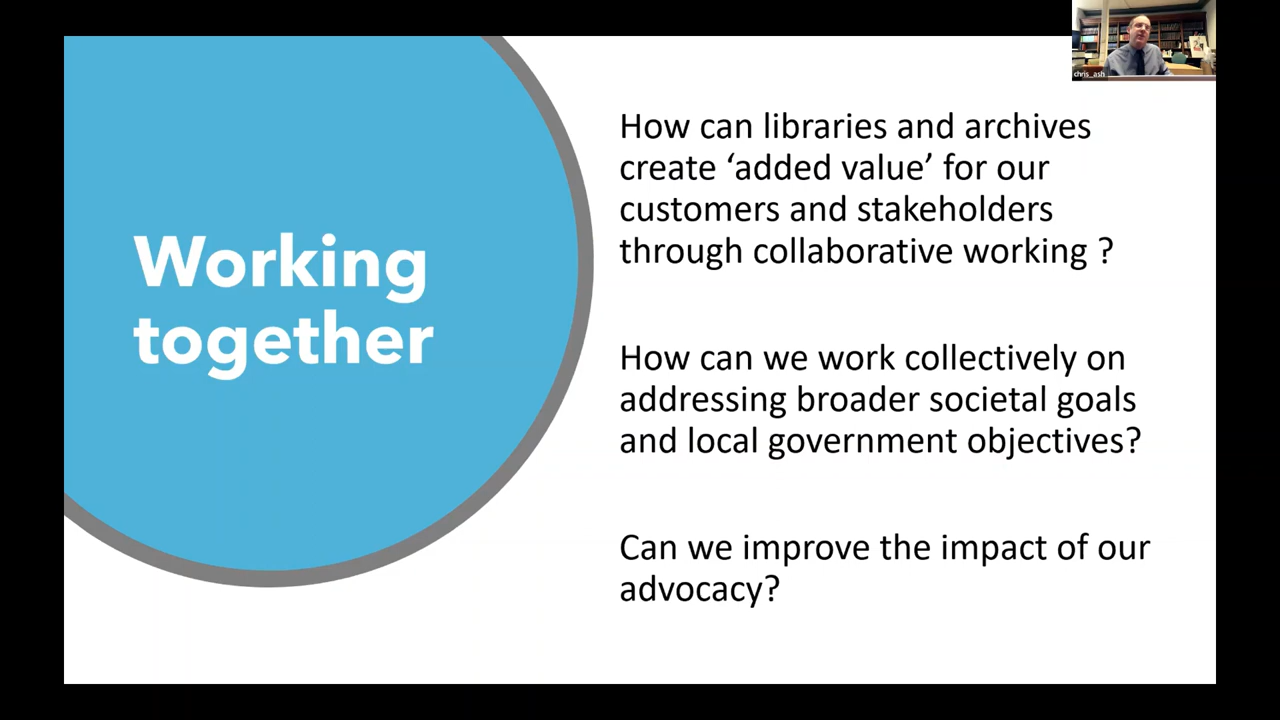 Working
together
How can libraries and archives
create ‘added value’ for our
customers and stakeholders
through collaborative working ?
How can we work collectively on
addressing broader societal goals
and local government objectives?
Can we improve the impact of our
advocacy?
chris_ash